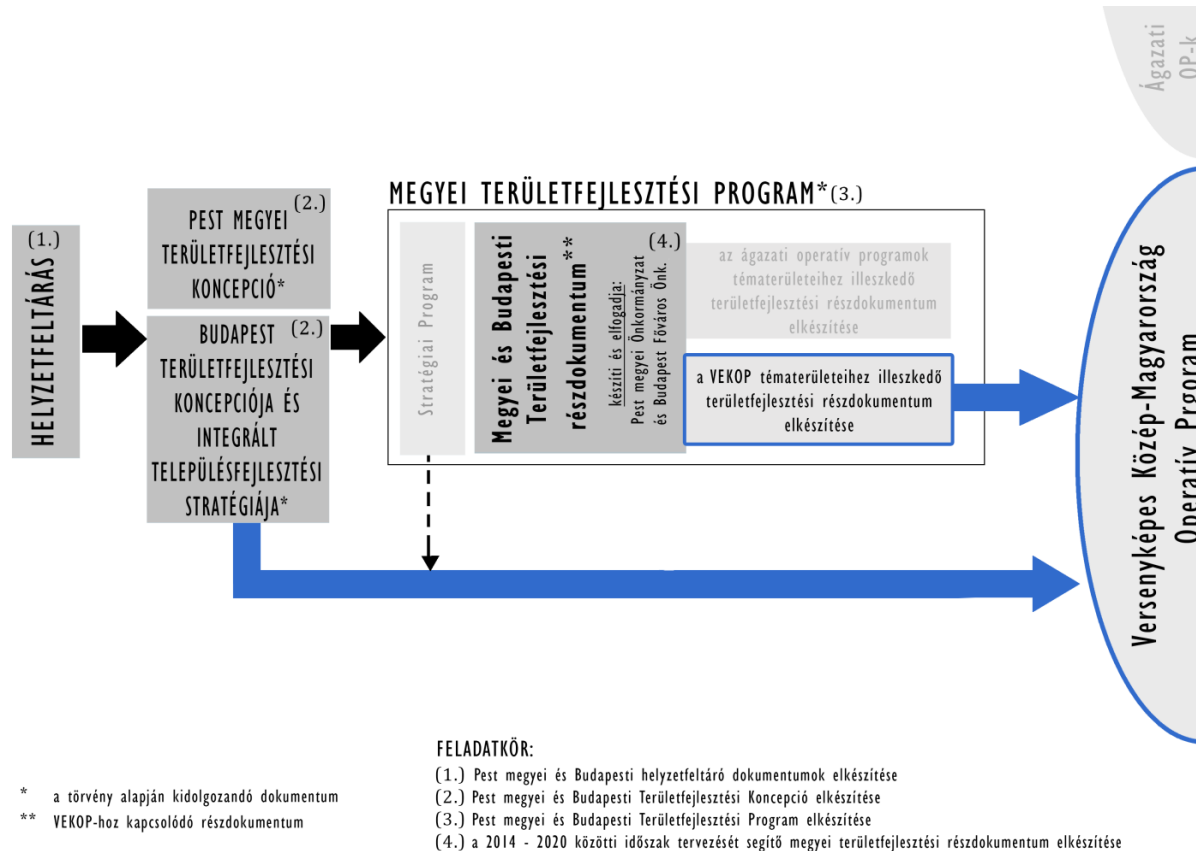 Ágazati
OP-k
MEGYEI TERÜLETFEJLESZTÉSI PROGRAM* (3.)
HELYZETFELTÁRÁS (1.)
(2.)
PEST MEGYEI
TERÜLETFEJLESZTÉSI
KONCEPCIÓ*
(2.)
BUDAPEST
TERÜLETFEJLESZTÉSI
KONCEPCIÓJA ÉS
INTEGRÁLT
TELEPÜLÉSFEJLESZTÉSI
STRATÉGIÁJA*
Stratégiai Program
(4.)
Megyei és Budapesti
Területfejlesztési
részdokumentum**
készíti és elfogadja:
Pest megyei Önkormányzat
és Budapest Főváros Önk.
az ágazati operatív programok
tématerületeihez illeszkedő
területfejlesztési részdokumentum
elkészítése
a VEKOP tématerületeihez illeszkedő
területfejlesztési részdokumentum
elkészítése
Versenyképes Közép-Magyarország
Operatív Prgoram
* a törvény alapján kidolgozandó dokumentum
** VEKOP-hoz kapcsolódó részdokumentum
FELADATKÖR:
(1.) Pest megyei és Budapesti helyzetfeltáró dokumentumok elkészítése
(2.) Pest megyei és Budapesti Területfejlesztési Koncepció elkészítése
(3.) Pest megyei és Budapesti Területfejlesztési Program elkészítése
(4.) a 2014 - 2020 közötti időszak tervezését segítő megyei területfejlesztési részdokumentum elkészítése